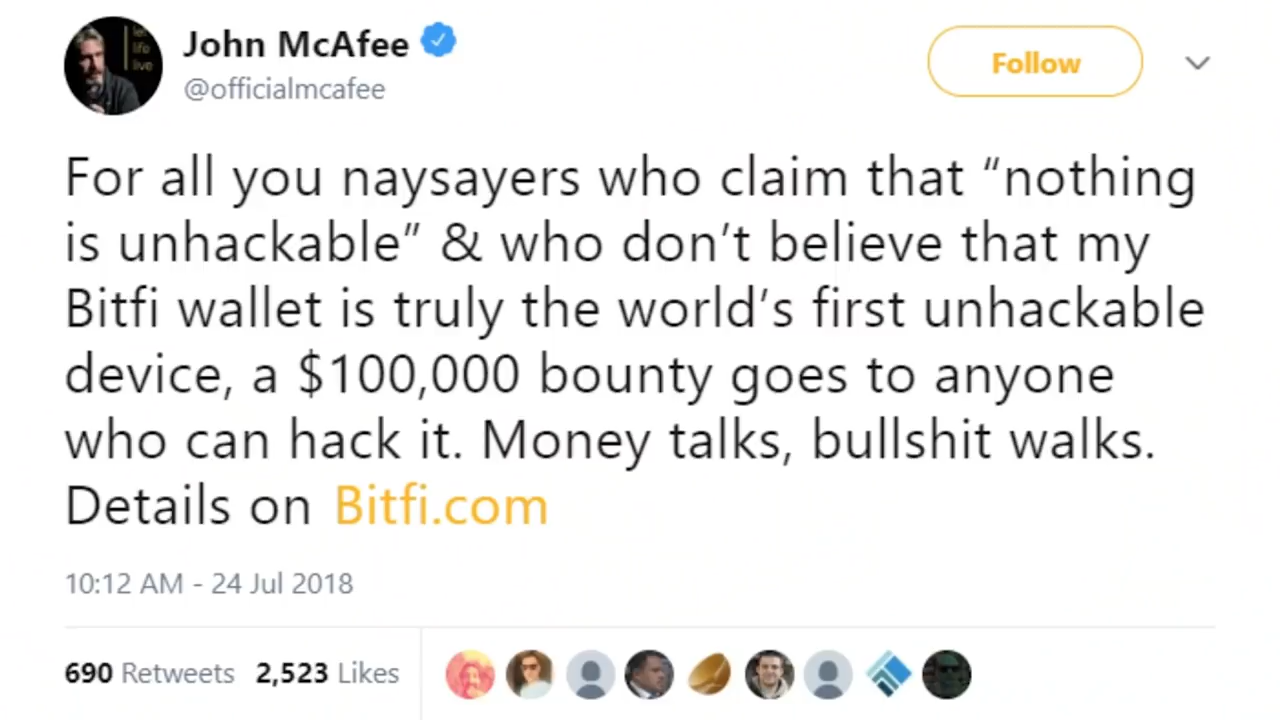 John McAfee
@officialmcafee
Follow
let
life
live
For all you naysayers who claim that “nothing
is unhackable” & who don’t believe that my
Bitfi wallet is truly the world’s first unhackable
device, a $100,000 bounty goes to anyone
who can hack it. Money talks, bullshit walks.
Details on Bitfi.com
10:12 AM - 24 Jul 2018
690 Retweets 2,523 Likes